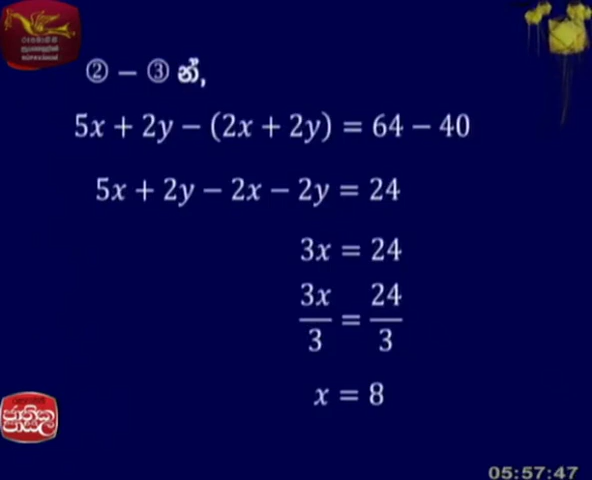 ② − ③ න්,
5x + 2y − (2x + 2y) = 64 − 40
5x + 2y − 2x − 2y = 24
3x = 24
3x/3 = 24/3
x = 8
ජාතික
පාසල
05:57:47